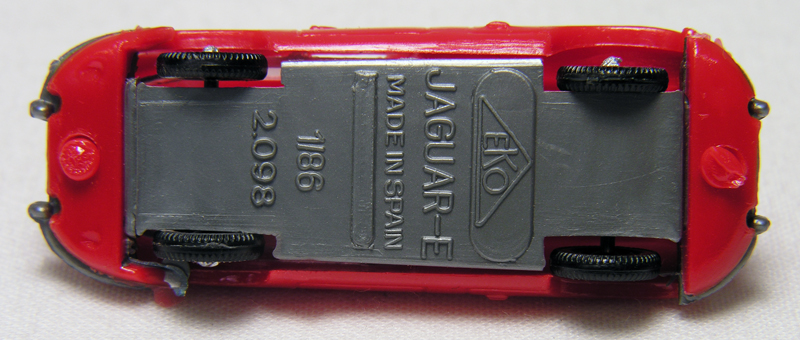 EKO
JAGUAR-E
MADE IN SPAIN
1/86
2.098